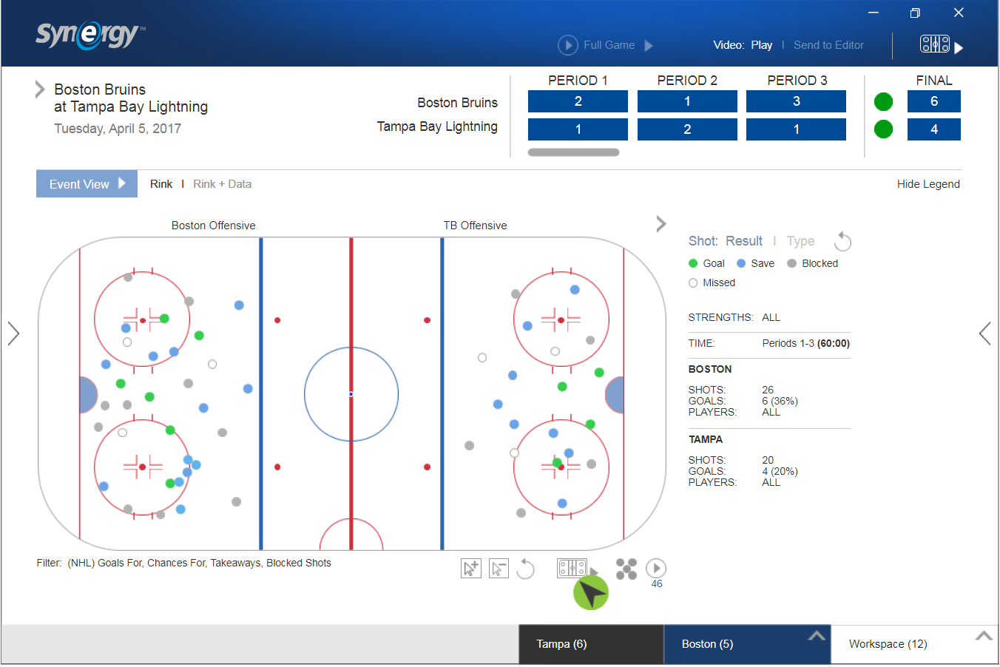 Synergy™
Full Game
Video: Play | Send to Editor
Boston Bruins
at Tampa Bay Lightning
Tuesday, April 5, 2017
PERIOD 1 PERIOD 2 PERIOD 3 FINAL
Boston Bruins 2 1 3 6
Tampa Bay Lightning 1 2 1 4
Event View Rink | Rink + Data Hide Legend
Boston Offensive TB Offensive
Shot: Result | Type
Goal Save Blocked
Missed
STRENGTHS: ALL
TIME: Periods 1-3 (60:00)
BOSTON
SHOTS: 26
GOALS: 6 (36%)
PLAYERS: ALL
TAMPA
SHOTS: 20
GOALS: 4 (20%)
PLAYERS: ALL
Filter: (NHL) Goals For, Chances For, Takeaways, Blocked Shots
46
Tampa (6) Boston (5) Workspace (12)